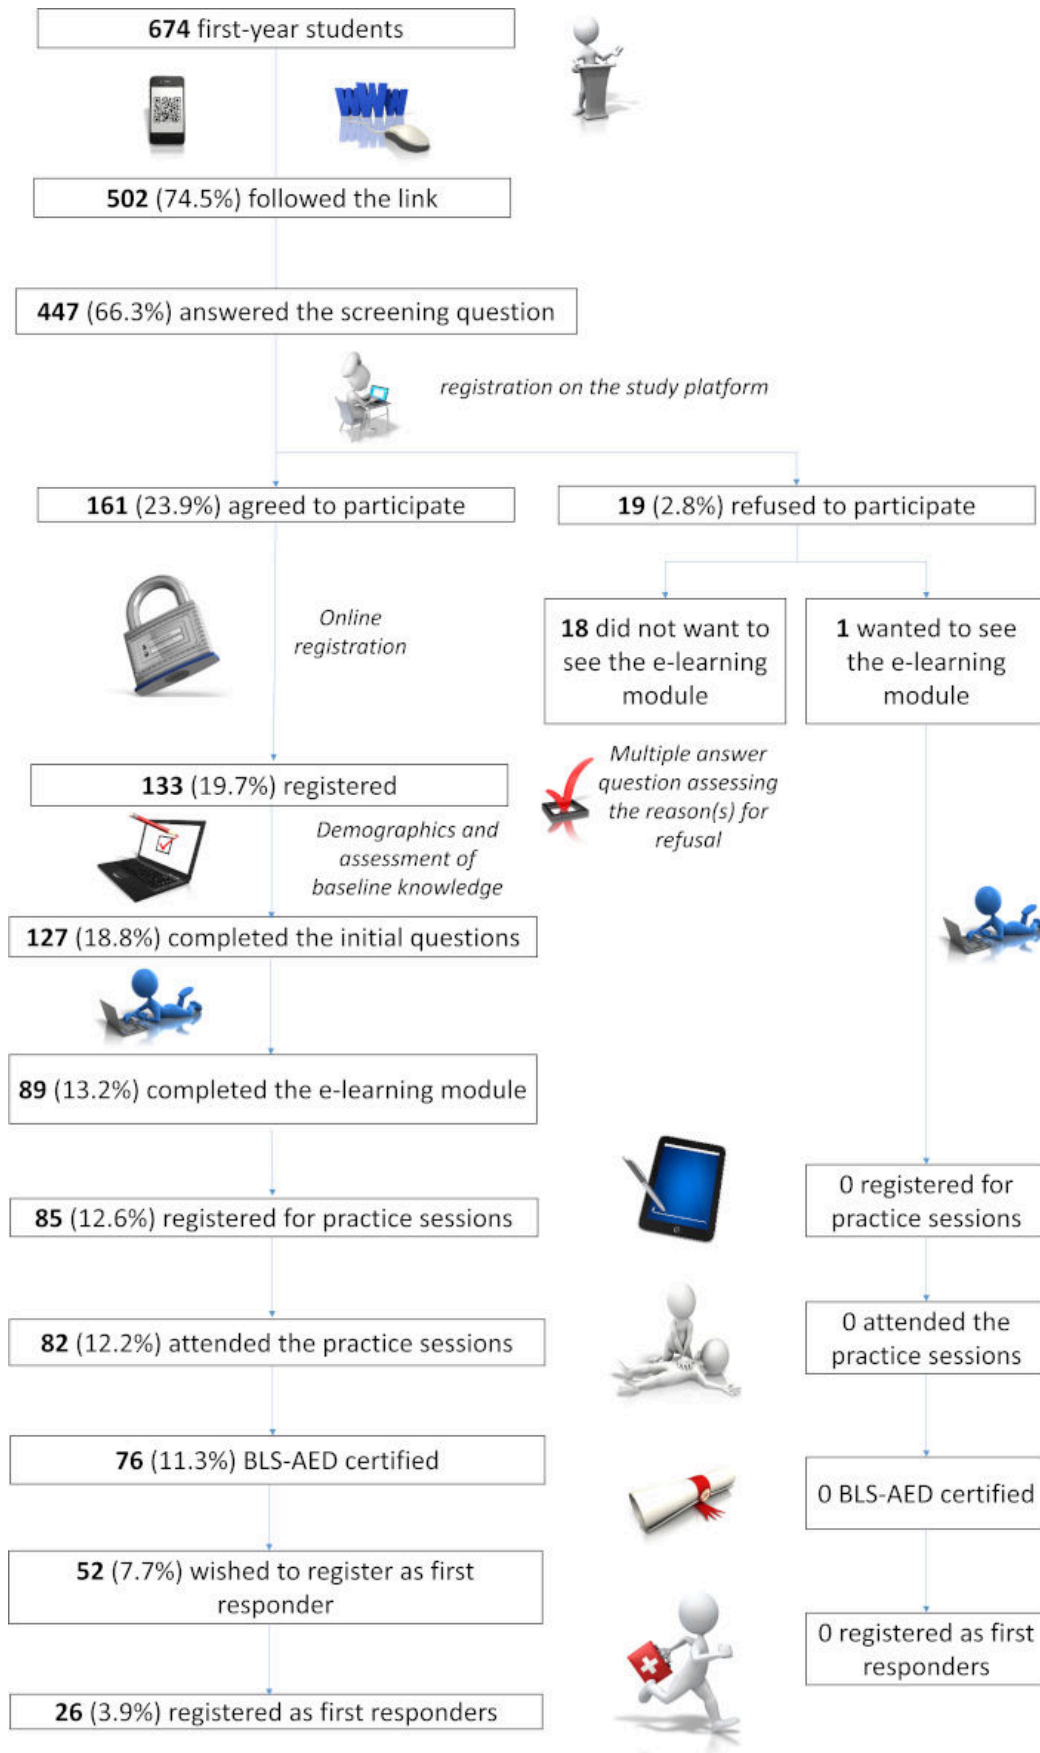 674 first-year students
www
502 (74.5%) followed the link
447 (66.3%) answered the screening question
registration on the study platform
161 (23.9%) agreed to participate
19 (2.8%) refused to participate
Online
registration
18 did not want to
see the e-learning
module
1 wanted to see
the e-learning
module
Multiple answer
question assessing
the reason(s) for
refusal
133 (19.7%) registered
Demographics and
assessment of
baseline knowledge
127 (18.8%) completed the initial questions
89 (13.2%) completed the e-learning module
85 (12.6%) registered for practice sessions
0 registered for
practice sessions
82 (12.2%) attended the practice sessions
0 attended the
practice sessions
76 (11.3%) BLS-AED certified
0 BLS-AED certified
52 (7.7%) wished to register as first
responder
0 registered as first
responders
26 (3.9%) registered as first responders